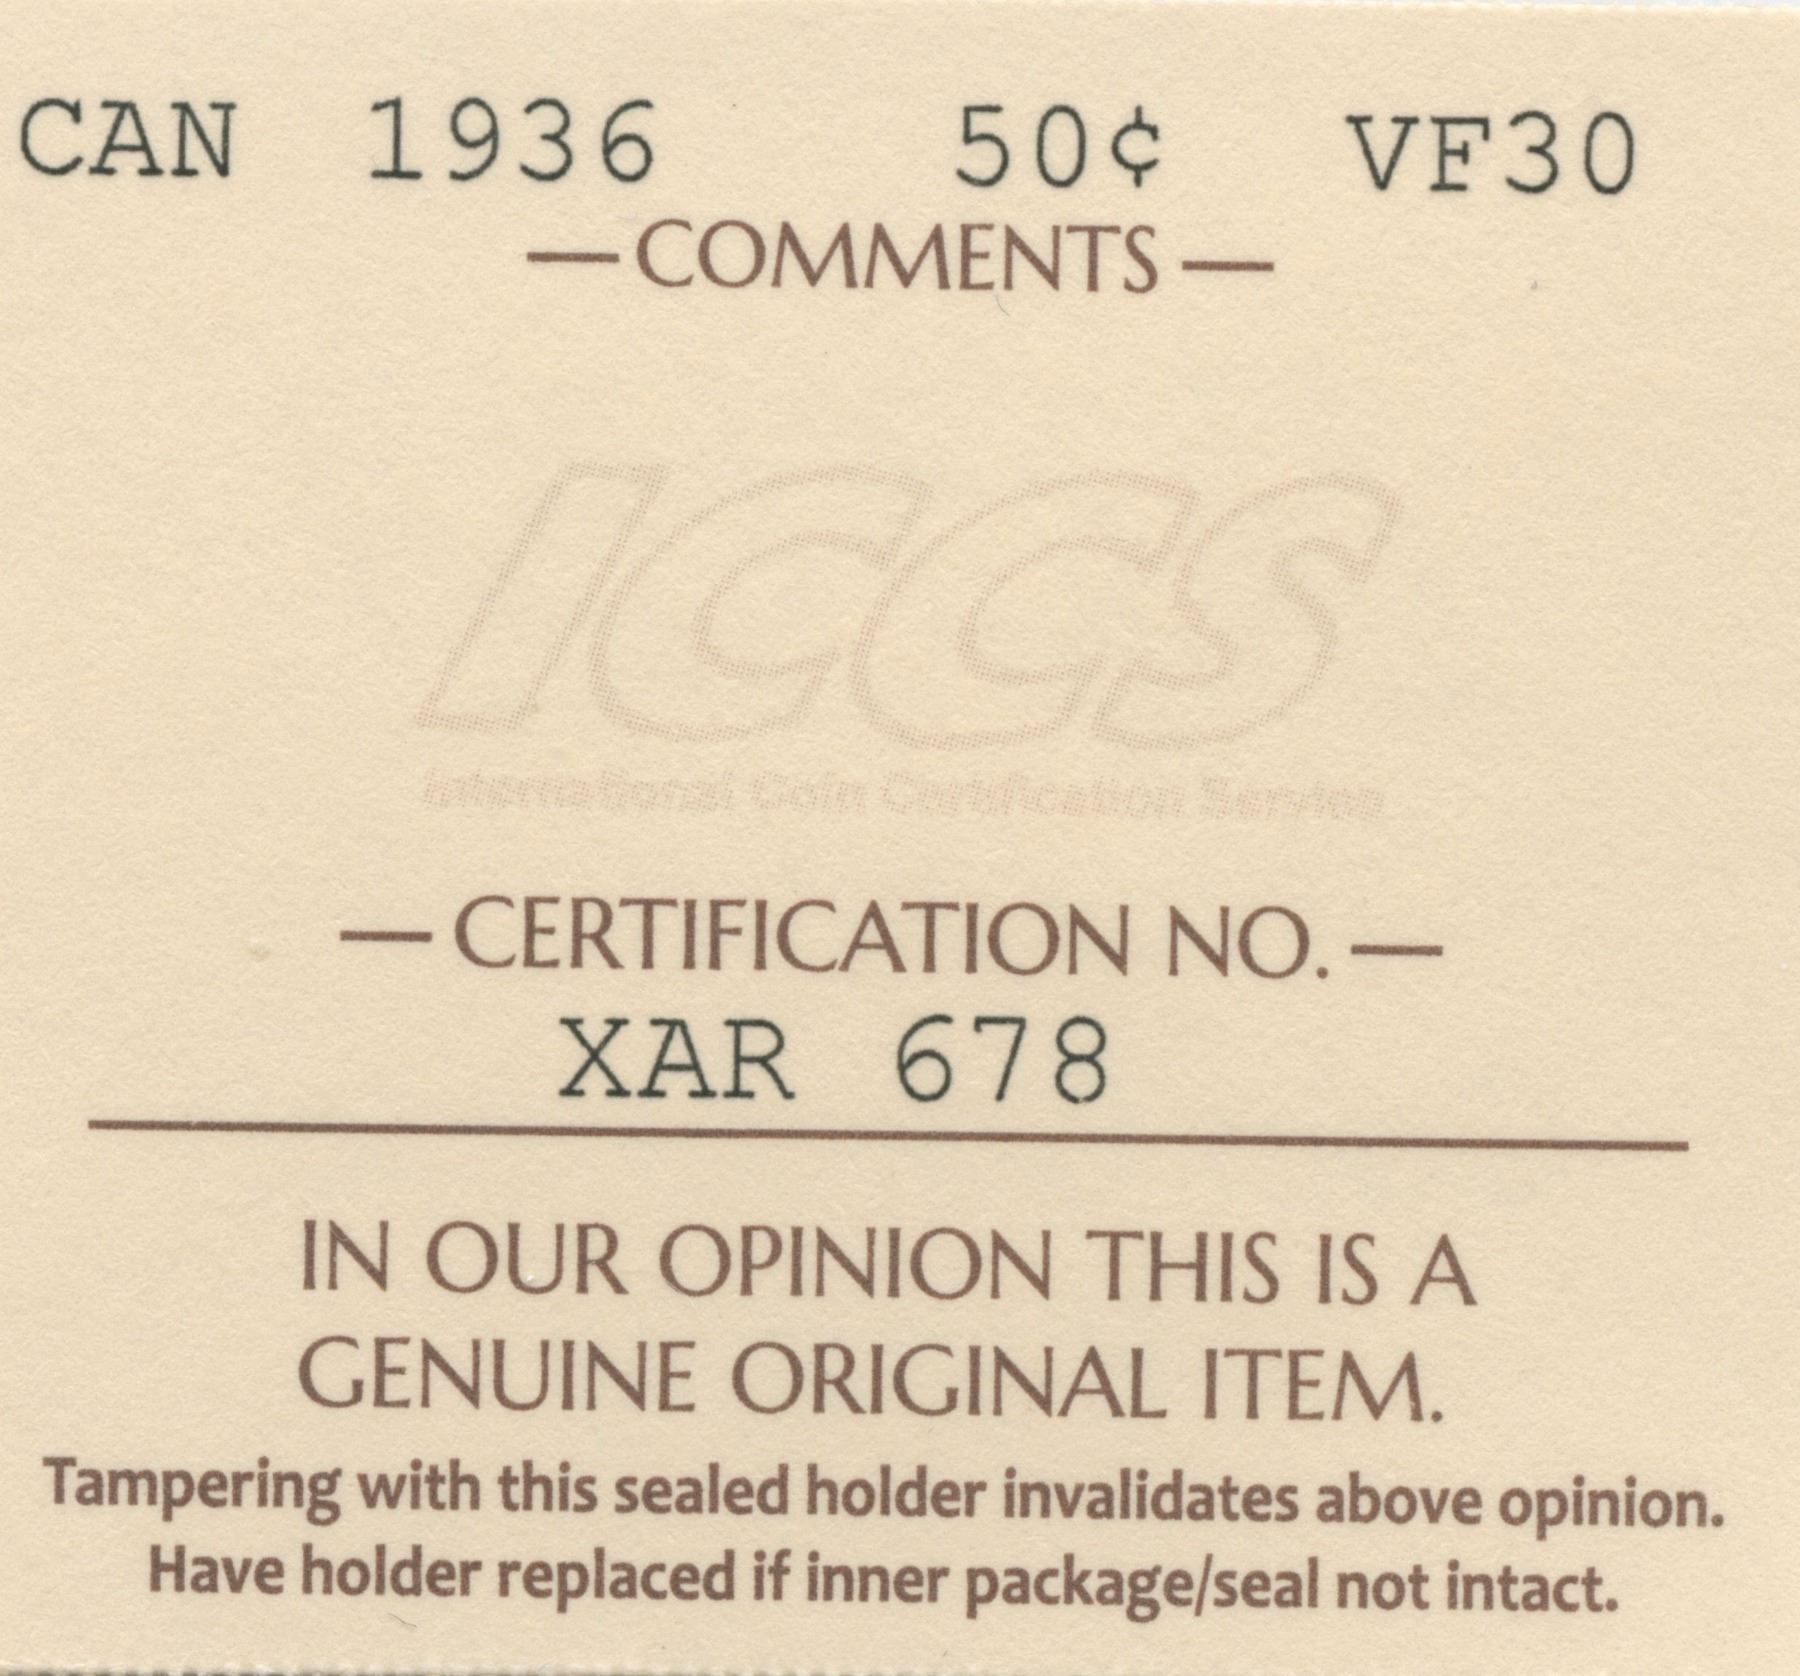 CAN 1936 50¢ VF30
—COMMENTS—
ICCS
International Coin Certification Service
—CERTIFICATION NO.—
XAR 678
IN OUR OPINION THIS IS A
GENUINE ORIGINAL ITEM.
Tampering with this sealed holder invalidates above opinion.
Have holder replaced if inner package/seal not intact.